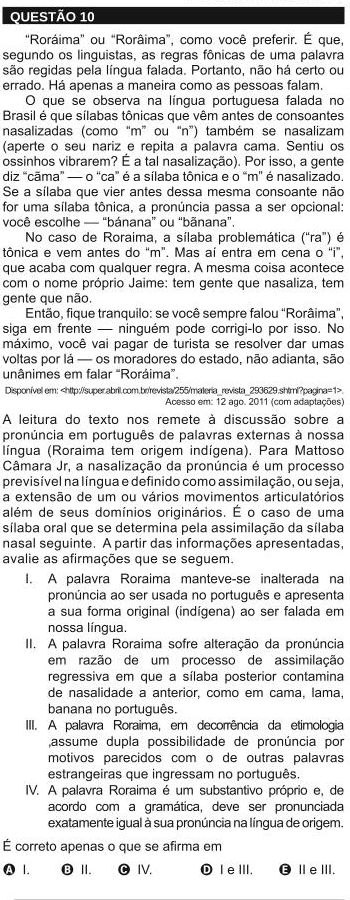 QUESTÃO 10
“Roráima” ou “Rorâima”, como você preferir. É que,
segundo os linguistas, as regras fônicas de uma palavra
são regidas pela língua falada. Portanto, não há certo ou
errado. Há apenas a maneira como as pessoas falam.
O que se observa na língua portuguesa falada no
Brasil é que sílabas tônicas que vêm antes de consoantes
nasalizadas (como “m” ou “n”) também se nasalizam
(aperte o seu nariz e repita a palavra cama. Sentiu os
ossinhos vibrarem? É a tal nasalização). Por isso, a gente
diz “cãma” — o “ca” é a sílaba tônica e o “m” é nasalizado.
Se a sílaba que vier antes dessa mesma consoante não
for uma sílaba tônica, a pronúncia passa a ser opcional:
você escolhe — “bánana” ou “bãnana”.
No caso de Roraima, a sílaba problemática (“ra”) é
tônica e vem antes do “m”. Mas aí entra em cena o “i”,
que acaba com qualquer regra. A mesma coisa acontece
com o nome próprio Jaime: tem gente que nasaliza, tem
gente que não.
Então, fique tranquilo: se você sempre falou “Rorâima”,
siga em frente — ninguém pode corrigi-lo por isso. No
máximo, você vai pagar de turista se resolver dar umas
voltas por lá — os moradores do estado, não adianta, são
unânimes em falar “Roráima”.
Disponível em: <http://super.abril.com.br/revista/255/materia_revista_293629.shtml?pagina=1>.
Acesso em: 12 ago. 2011 (com adaptações)
A leitura do texto nos remete à discussão sobre a
pronúncia em português de palavras externas à nossa
língua (Roraima tem origem indígena). Para Mattoso
Câmara Jr, a nasalização da pronúncia é um processo
previsível na língua e definido como assimilação, ou seja,
a extensão de um ou vários movimentos articulatórios
além de seus domínios originários. É o caso de uma
sílaba oral que se determina pela assimilação da sílaba
nasal seguinte. A partir das informações apresentadas,
avalie as afirmações que se seguem.
I. A palavra Roraima manteve-se inalterada na
pronúncia ao ser usada no português e apresenta
a sua forma original (indígena) ao ser falada em
nossa língua.
II. A palavra Roraima sofre alteração da pronúncia
em razão de um processo de assimilação
regressiva em que a sílaba posterior contamina
de nasalidade a anterior, como em cama, lama,
banana no português.
III. A palavra Roraima, em decorrência da etimologia
,assume dupla possibilidade de pronúncia por
motivos parecidos com o de outras palavras
estrangeiras que ingressam no português.
IV. A palavra Roraima é um substantivo próprio e, de
acordo com a gramática, deve ser pronunciada
exatamente igual à sua pronúncia na língua de origem.
É correto apenas o que se afirma em
A I. B II. C IV. D I e III. E II e III.